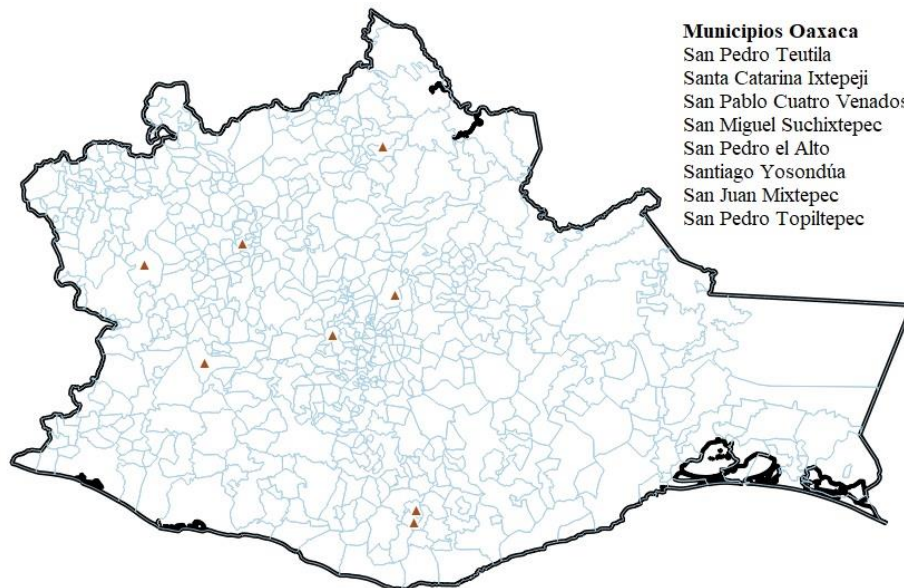 Municipios Oaxaca
San Pedro Teutila
Santa Catarina Ixtepeji
San Pablo Cuatro Venados
San Miguel Suchixtepec
San Pedro el Alto
Santiago Yosondúa
San Juan Mixtepec
San Pedro Topiltepec